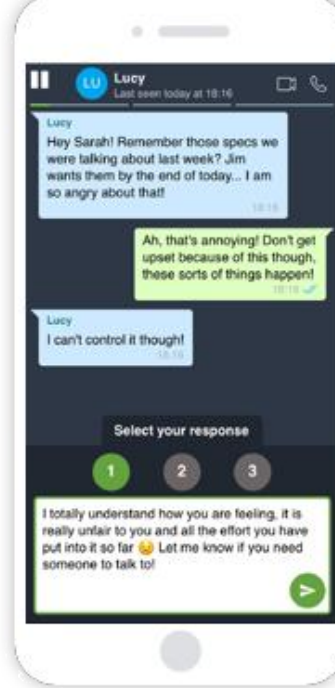 LU
Lucy
Last seen today at 18:16
Lucy
Hey Sarah! Remember those specs we
were talking about last week? Jim
wants them by the end of today... I am
so angry about that!
18:16
Ah, that's annoying! Don't get
upset because of this though,
these sorts of things happen!
18:16
Lucy
I can't control it though!
18:16
Select your response
1 2 3
I totally understand how you are feeling, it is
really unfair to you and all the effort you have
put into it so far 😥 Let me know if you need
someone to talk to!